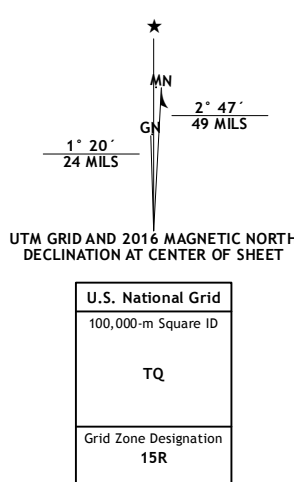 MN
GN
2° 47´
49 MILS
1° 20´
24 MILS
UTM GRID AND 2016 MAGNETIC NORTH
DECLINATION AT CENTER OF SHEET
U.S. National Grid
100,000-m Square ID
TQ
Grid Zone Designation
15R